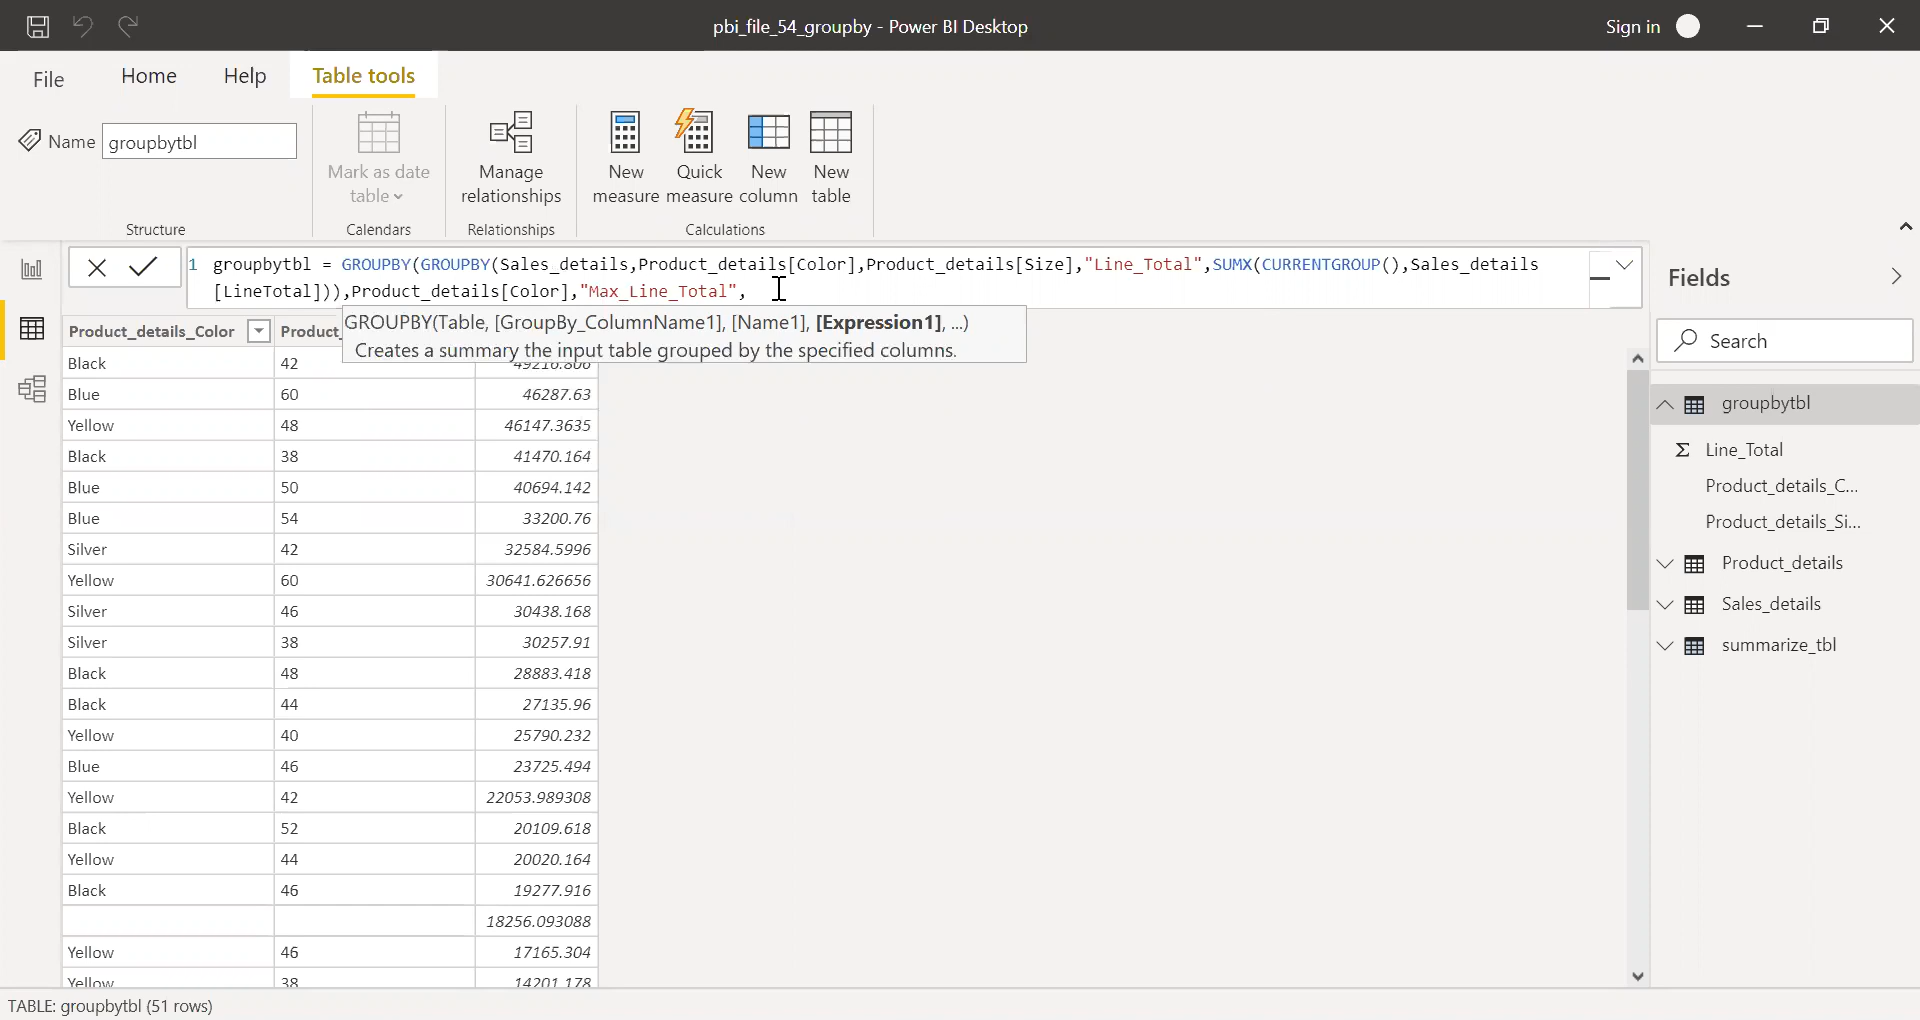 pbi_file_54_groupby - Power BI Desktop
Sign in
File
Home
Help
Table tools
Name
groupbytbl
Mark as date
table
Manage
relationships
New
measure
Quick
measure
New
column
New
table
Structure
Calendars
Relationships
Calculations
1 groupbytbl = GROUPBY(GROUPBY(Sales_details,Product_details[Color],Product_details[Size],"Line_Total",SUMX(CURRENTGROUP(),Sales_details
[LineTotal])),Product_details[Color],"Max_Line_Total",
GROUPBY(Table, [GroupBy_ColumnName1], [Name1], [Expression1], ...)
Creates a summary the input table grouped by the specified columns.
Product_details_Color Product_
Black 42 49216.806
Blue 60 46287.63
Yellow 48 46147.3635
Black 38 41470.164
Blue 50 40694.142
Blue 54 33200.76
Silver 42 32584.5996
Yellow 60 30641.626656
Silver 46 30438.168
Silver 38 30257.91
Black 48 28883.418
Black 44 27135.96
Yellow 40 25790.232
Blue 46 23725.494
Yellow 42 22053.989308
Black 52 20109.618
Yellow 44 20020.164
Black 46 19277.916
18256.093088
Yellow 46 17165.304
Yellow 38 14201.178
Fields
Search
groupbytbl
Σ Line_Total
Product_details_C...
Product_details_Si...
Product_details
Sales_details
summarize_tbl
TABLE: groupbytbl (51 rows)